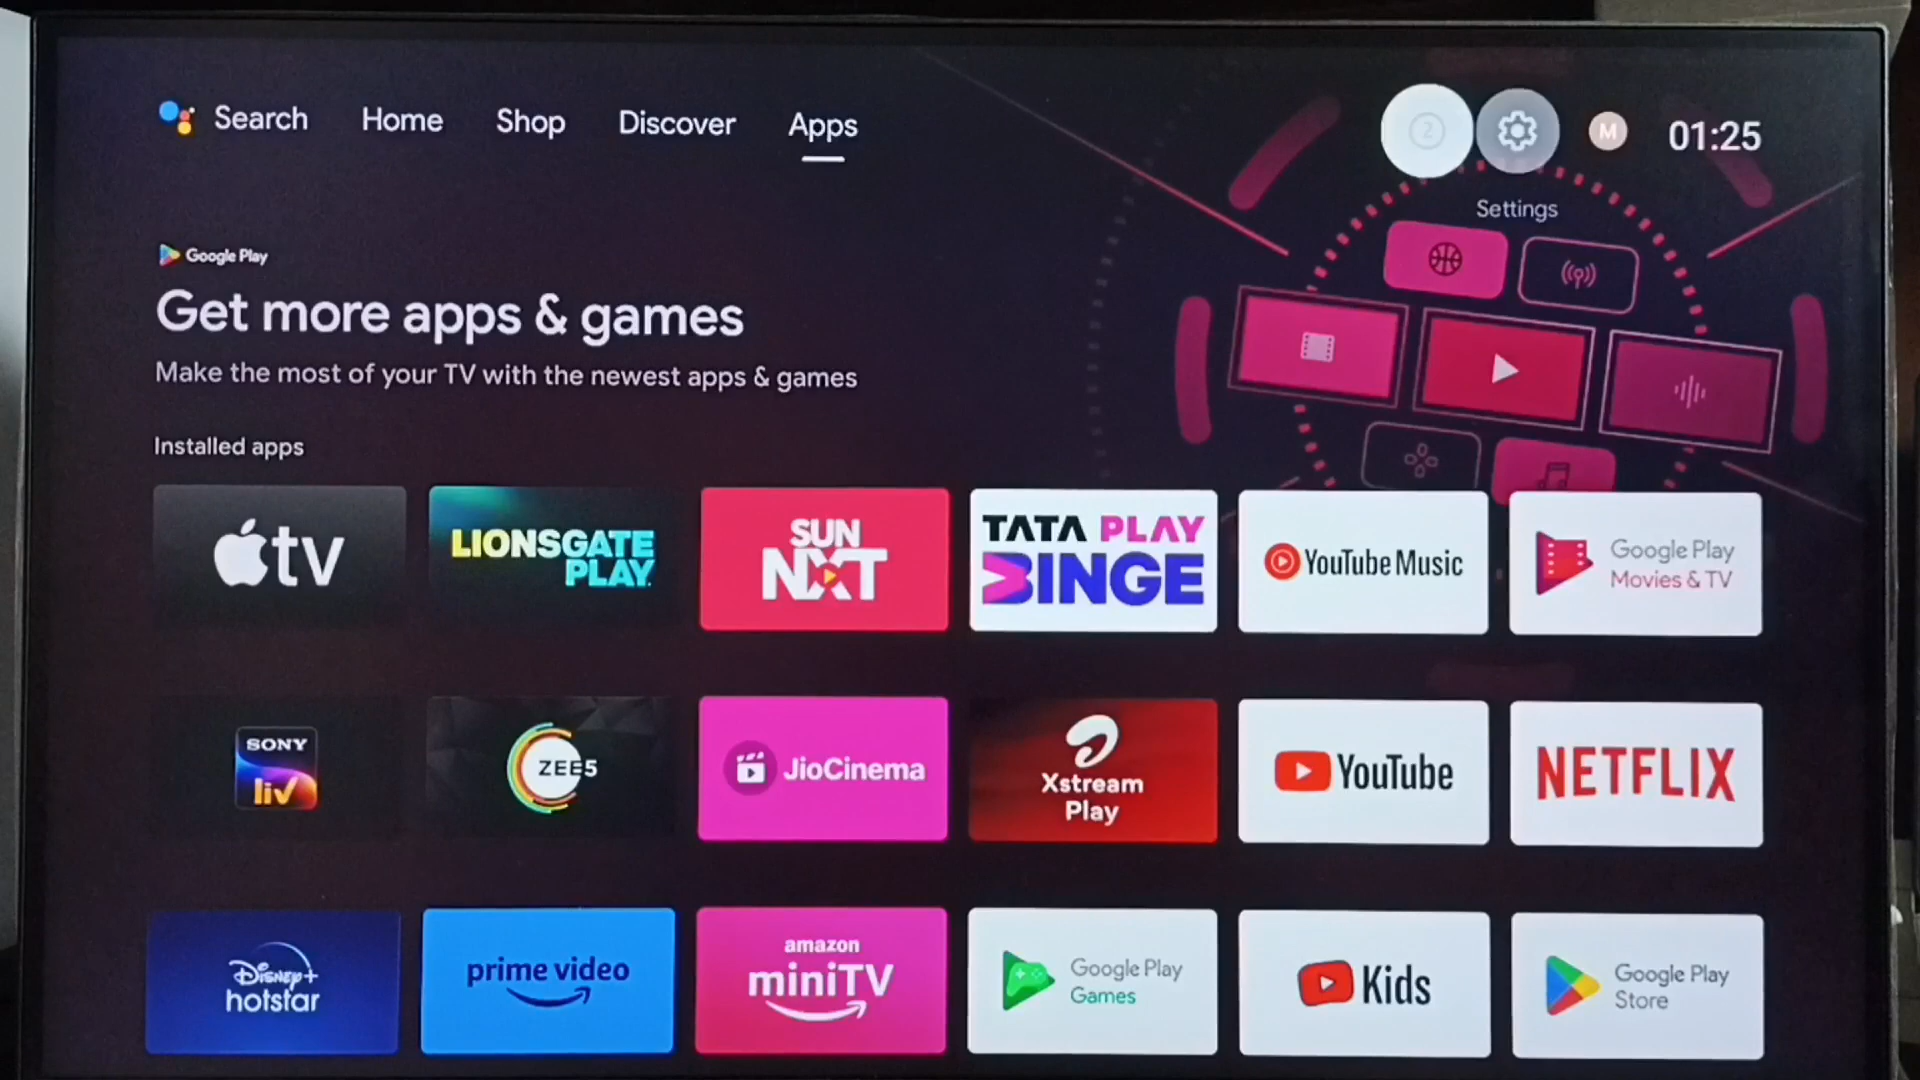 Search Home Shop Discover Apps
2 M 01:25
Settings
Google Play
Get more apps & games
Make the most of your TV with the newest apps & games
Installed apps
tv
LIONSGATE
PLAY
SUN
NXT
TATA PLAY
BINGE
YouTube Music
Google Play
Movies & TV
SONY
liv
ZEE5
JioCinema
Xstream
Play
YouTube
NETFLIX
Disney+
hotstar
prime video
amazon
miniTV
Google Play
Games
Kids
Google Play
Store